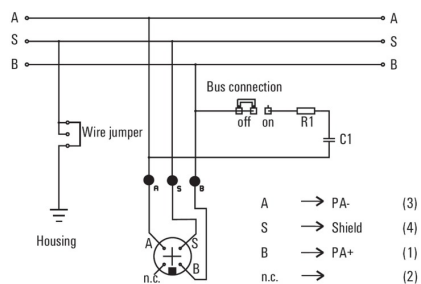 A A
S S
B B
Bus connection
off on R1
C1
Wire jumper
A S B
Housing
A S
n.c. B
A → PA- (3)
S → Shield (4)
B → PA+ (1)
n.c. → (2)